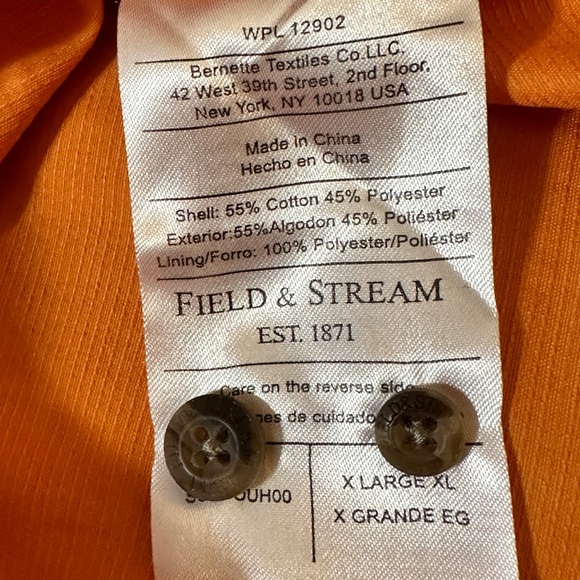 WPL 12902
Bernette Textiles Co.LLC.
42 West 39th Street, 2nd Floor,
New York, NY 10018 USA
Made in China
Hecho en China
Shell: 55% Cotton 45% Polyester
Exterior:55%Algodon 45% Poliéster
Lining/Forro: 100% Polyester/Poliéster
FIELD & STREAM
EST. 1871
Care on the reverse side
de cuidado
X LARGE XL
X GRANDE EG